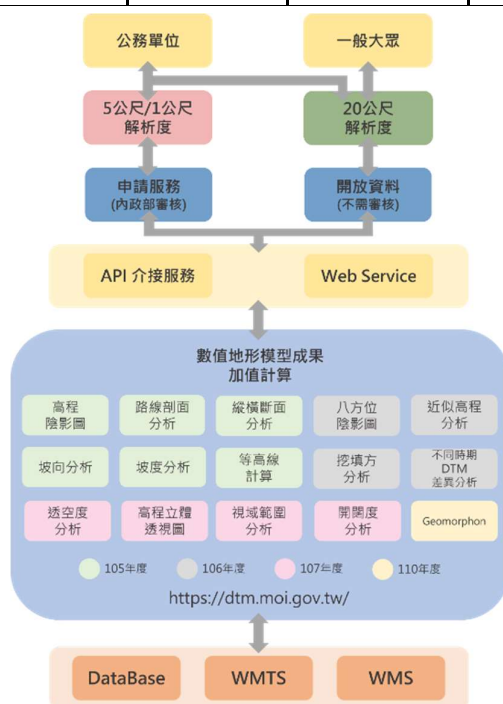 公務單位
一般大眾
5公尺/1公尺
解析度
20公尺
解析度
申請服務
(內政部審核)
開放資料
(不需審核)
API 介接服務
Web Service
數值地形模型成果
加值計算
高程
陰影圖
路線剖面
分析
縱橫斷面
分析
八方位
陰影圖
近似高程
分析
坡向分析
坡度分析
等高線
計算
挖填方
分析
不同時期
DTM
差異分析
透空度
分析
高程立體
透視圖
視域範圍
分析
開闊度
分析
Geomorphon
105年度
106年度
107年度
110年度
https://dtm.moi.gov.tw/
DataBase
WMTS
WMS